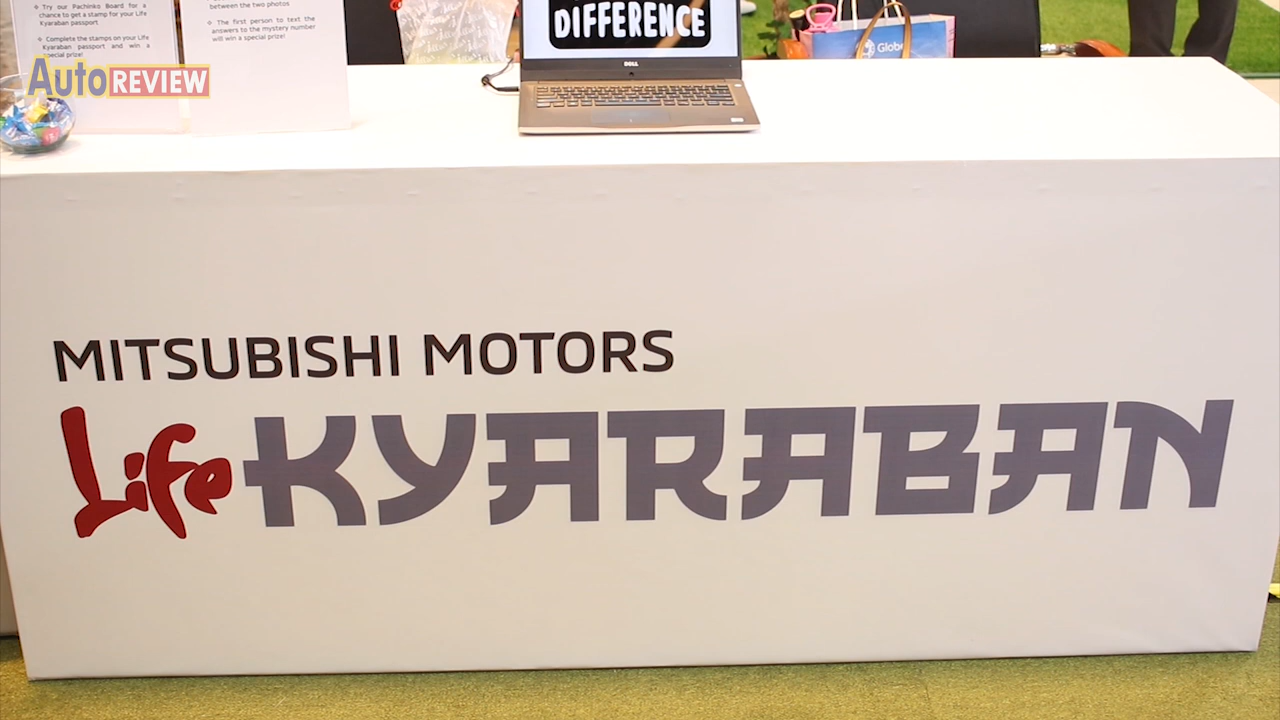 ❖ Try our Pachinko Board for a
chance to get a stamp for your Life
Kyaraban passport
❖ Complete the stamps on your Life
Kyaraban passport and win a
special prize!
between the two photos
❖ The first person to text the
answers to the mystery number
will win a special prize!
DIFFERENCE
DELL
Globe
AutoREVIEW
MITSUBISHI MOTORS
Life KYARABAN